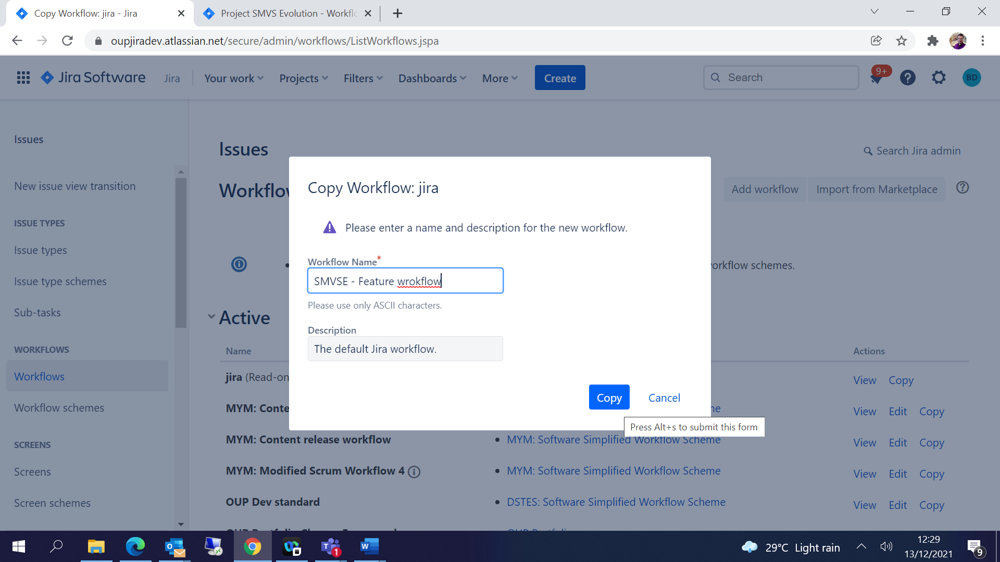 Copy Workflow: jira - Jira
Project SMVS Evolution - Workfl
oupjiradev.atlassian.net/secure/admin/workflows/ListWorkflows.jspa
Jira Software
Jira
Your work
Projects
Filters
Dashboards
More
Create
Search
9+
BD
Issues
New issue view transition
ISSUE TYPES
Issue types
Issue type schemes
Sub-tasks
WORKFLOWS
Workflows
Workflow schemes
SCREENS
Screens
Screen schemes
Issues
Search Jira admin
Workflow
Add workflow
Import from Marketplace
orkflow schemes.
Active
Name
Actions
jira (Read-on
View Copy
MYM: Conte
me
View Edit Copy
MYM: Content release workflow
MYM: Software Simplified Workflow Scheme
View Edit Copy
MYM: Modified Scrum Workflow 4
MYM: Software Simplified Workflow Scheme
View Edit Copy
OUP Dev standard
DSTES: Software Simplified Workflow Scheme
View Edit Copy
Copy Workflow: jira
Please enter a name and description for the new workflow.
Workflow Name*
SMVSE - Feature wrokflow
Please use only ASCII characters.
Description
The default Jira workflow.
Copy
Cancel
Press Alt+s to submit this form
1
29°C Light rain
12:29
13/12/2021
9